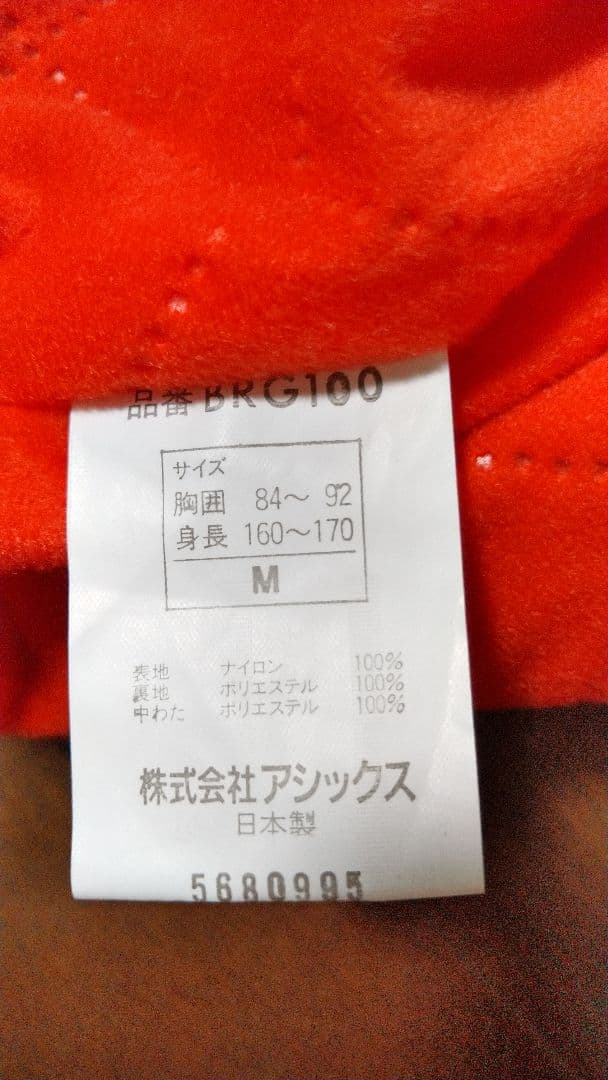 品番 BRG100
サイズ
胸囲 84～ 92
身長 160～170
M
表地 ナイロン 100%
裏地 ポリエステル 100%
中わた ポリエステル 100%
株式会社アシックス
日本製
5680995